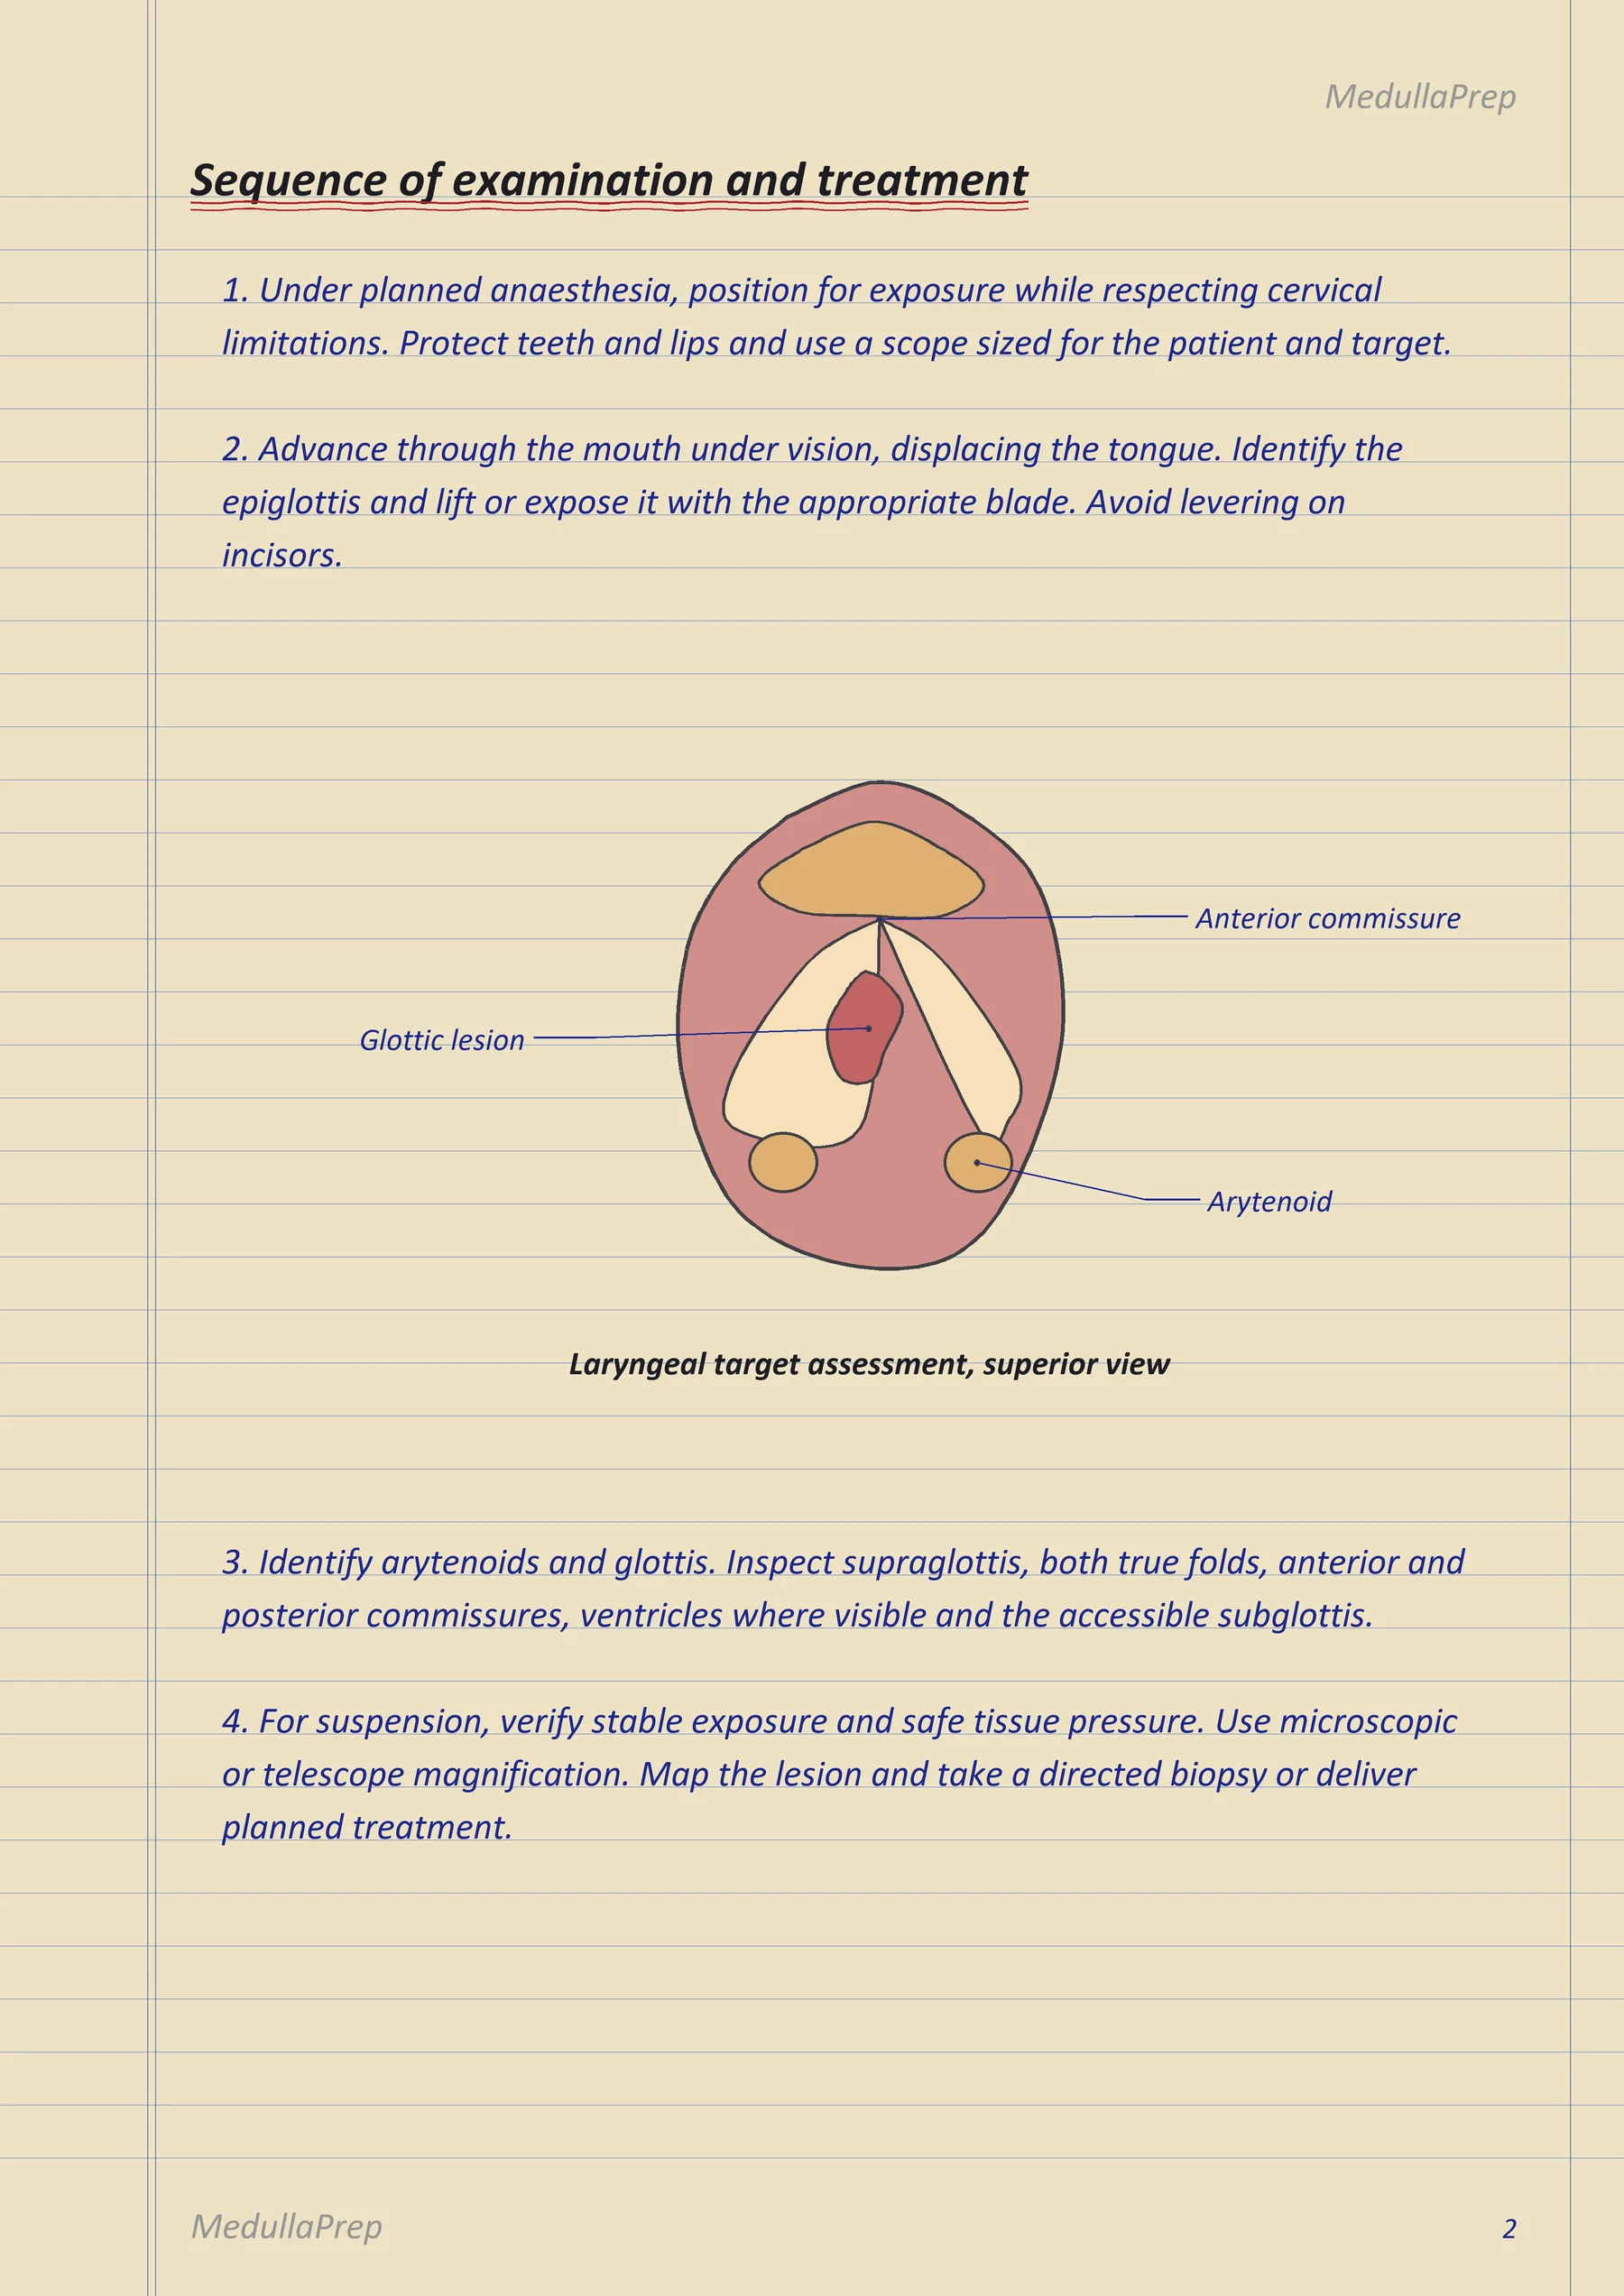 MedullaPrep
Sequence of examination and treatment
1. Under planned anaesthesia, position for exposure while respecting cervical
limitations. Protect teeth and lips and use a scope sized for the patient and target.
2. Advance through the mouth under vision, displacing the tongue. Identify the
epiglottis and lift or expose it with the appropriate blade. Avoid levering on
incisors.
Anterior commissure
Glottic lesion
Arytenoid
Laryngeal target assessment, superior view
3. Identify arytenoids and glottis. Inspect supraglottis, both true folds, anterior and
posterior commissures, ventricles where visible and the accessible subglottis.
4. For suspension, verify stable exposure and safe tissue pressure. Use microscopic
or telescope magnification. Map the lesion and take a directed biopsy or deliver
planned treatment.
MedullaPrep
2